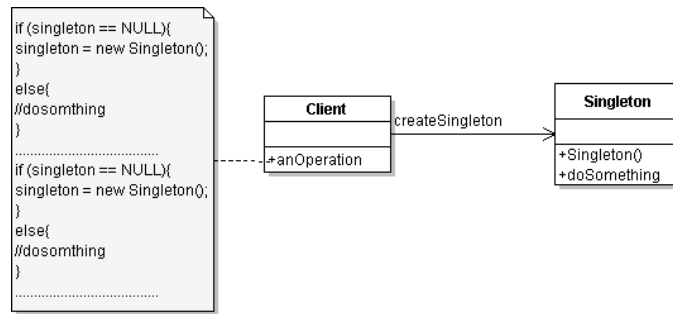 if (singleton == NULL){
singleton = new Singleton();
}
else{
//dosomthing
}
......................................
if (singleton == NULL){
singleton = new Singleton();
}
else{
//dosomthing
}
......................................
Client
+anOperation
createSingleton
Singleton
+Singleton()
+doSomething